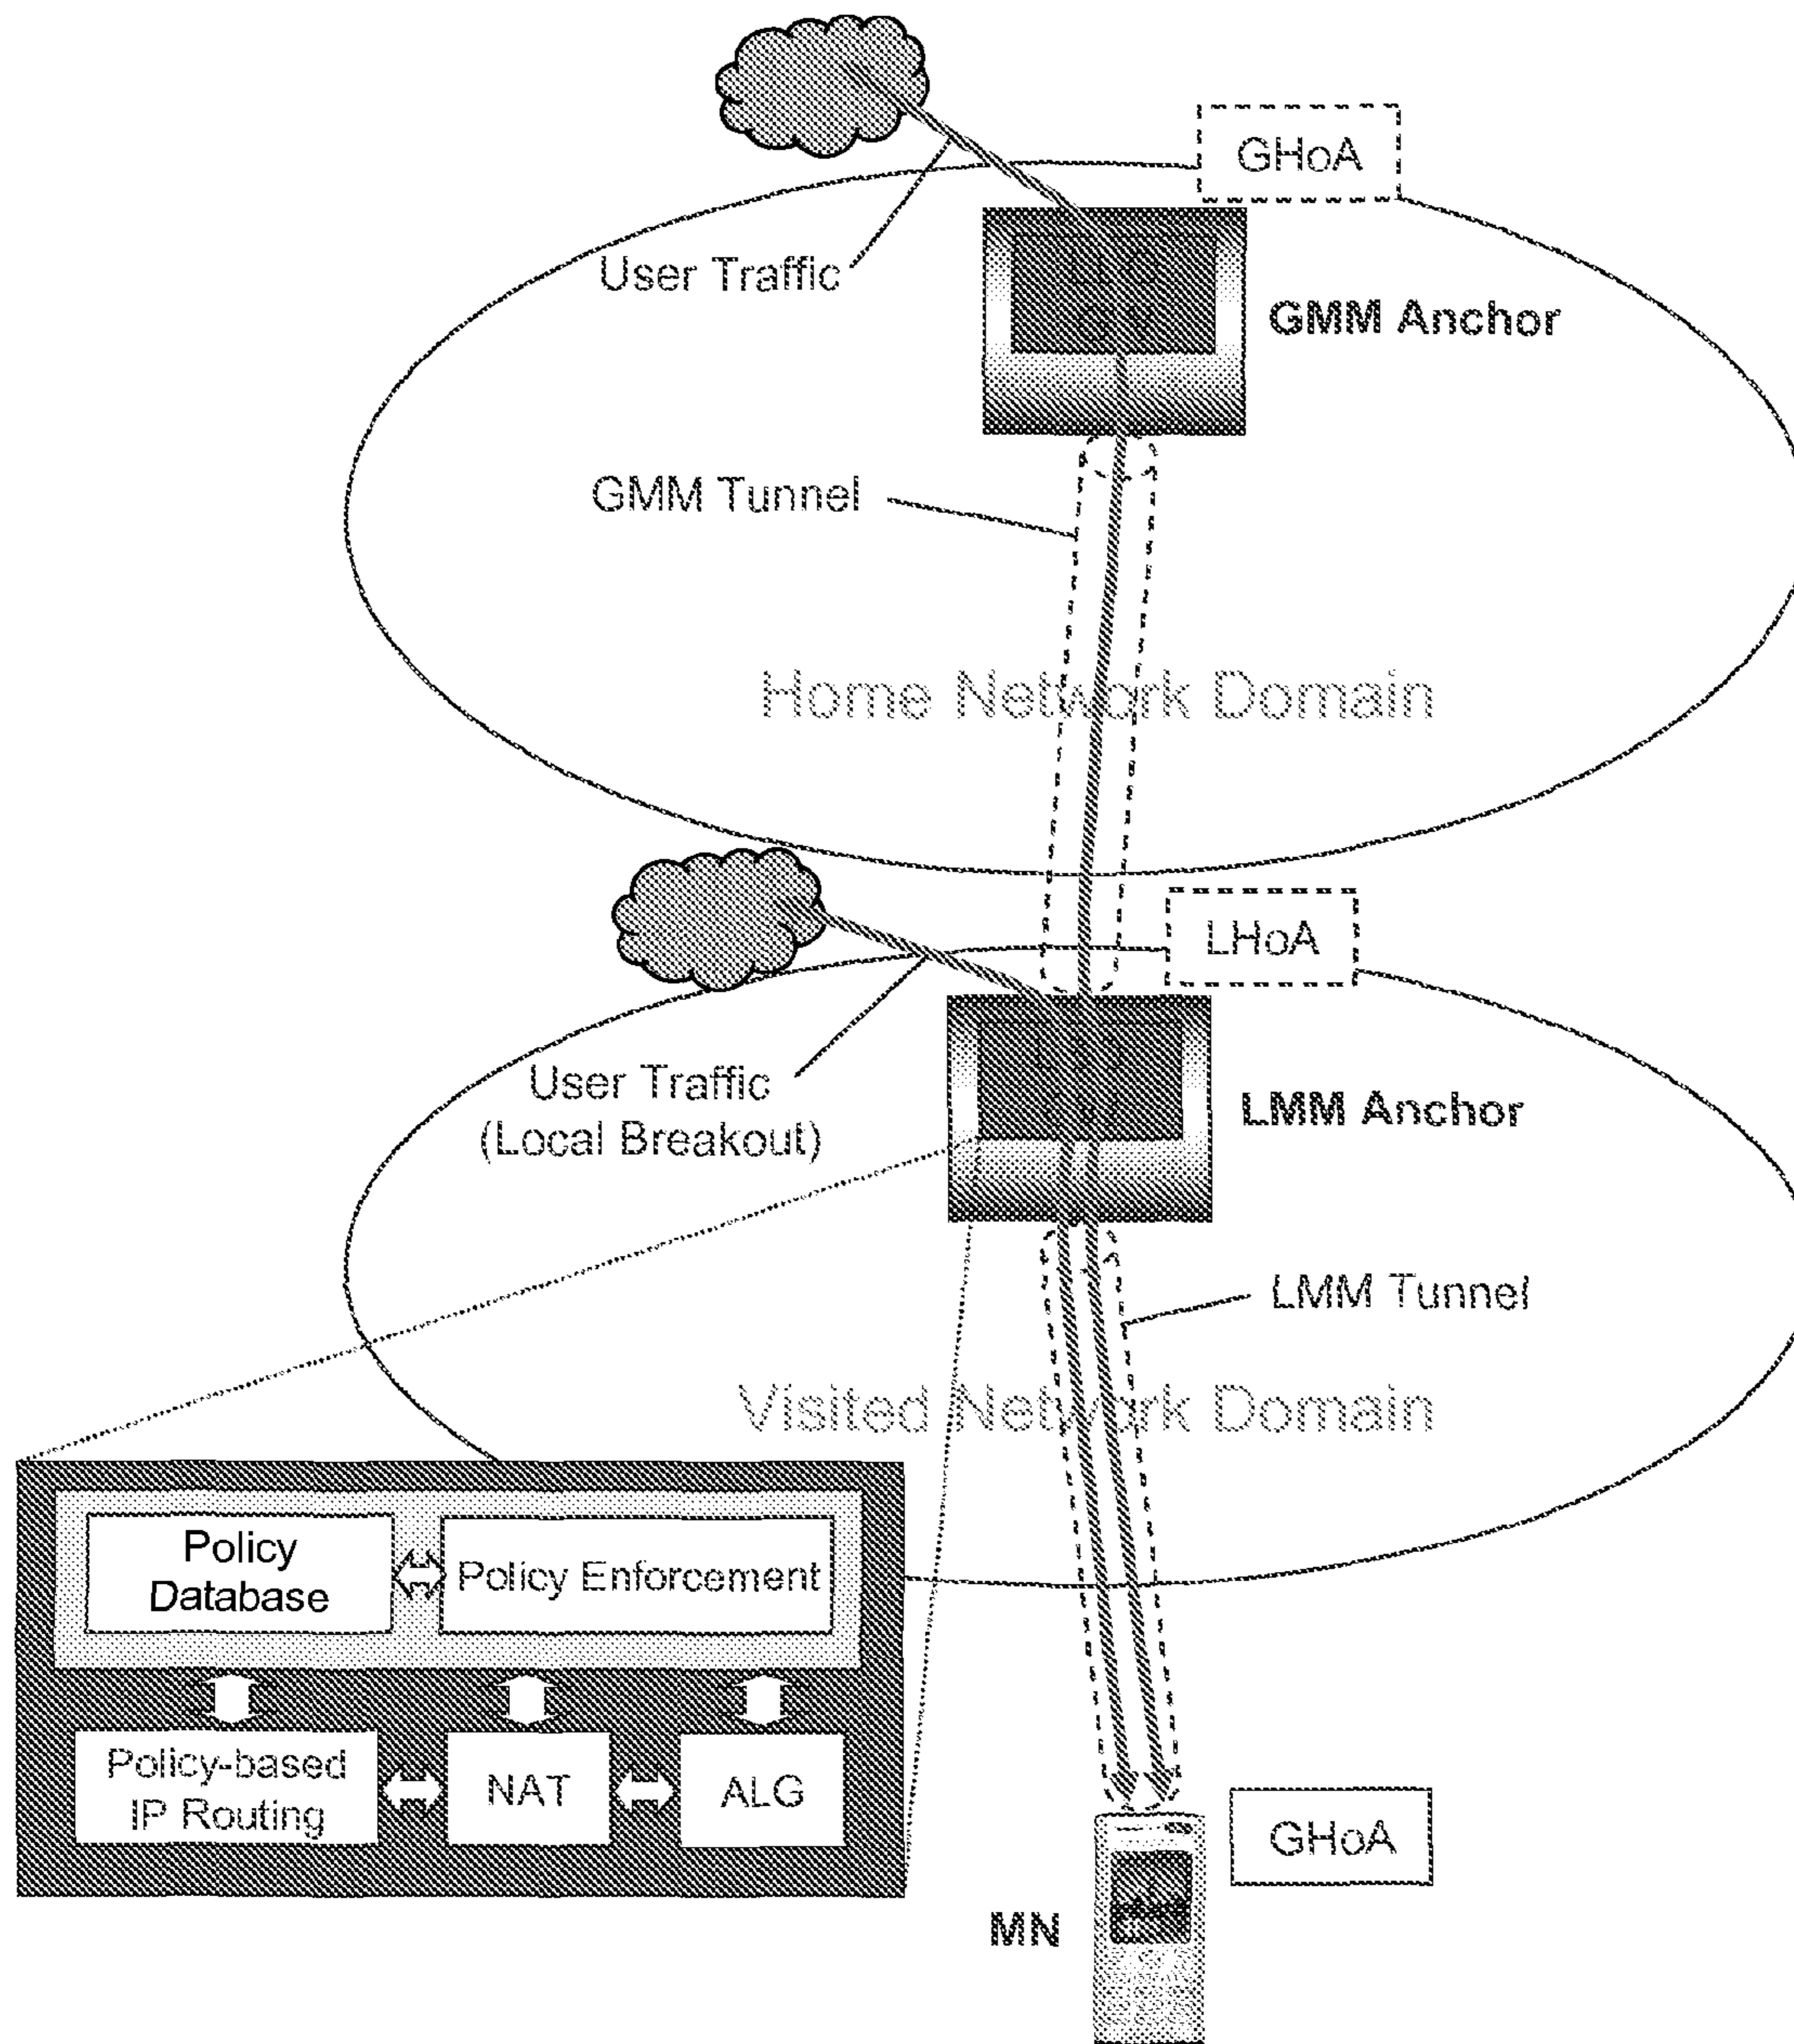 GHoA
User Traffic
GMM Anchor
GMM Tunnel
Home Network Domain
LHoA
User Traffic
(Local Breakout)
LMM Anchor
LMM Tunnel
Visited Network Domain
Policy
Database
Policy Enforcement
Policy-based
IP Routing
NAT
ALG
GHoA
MN